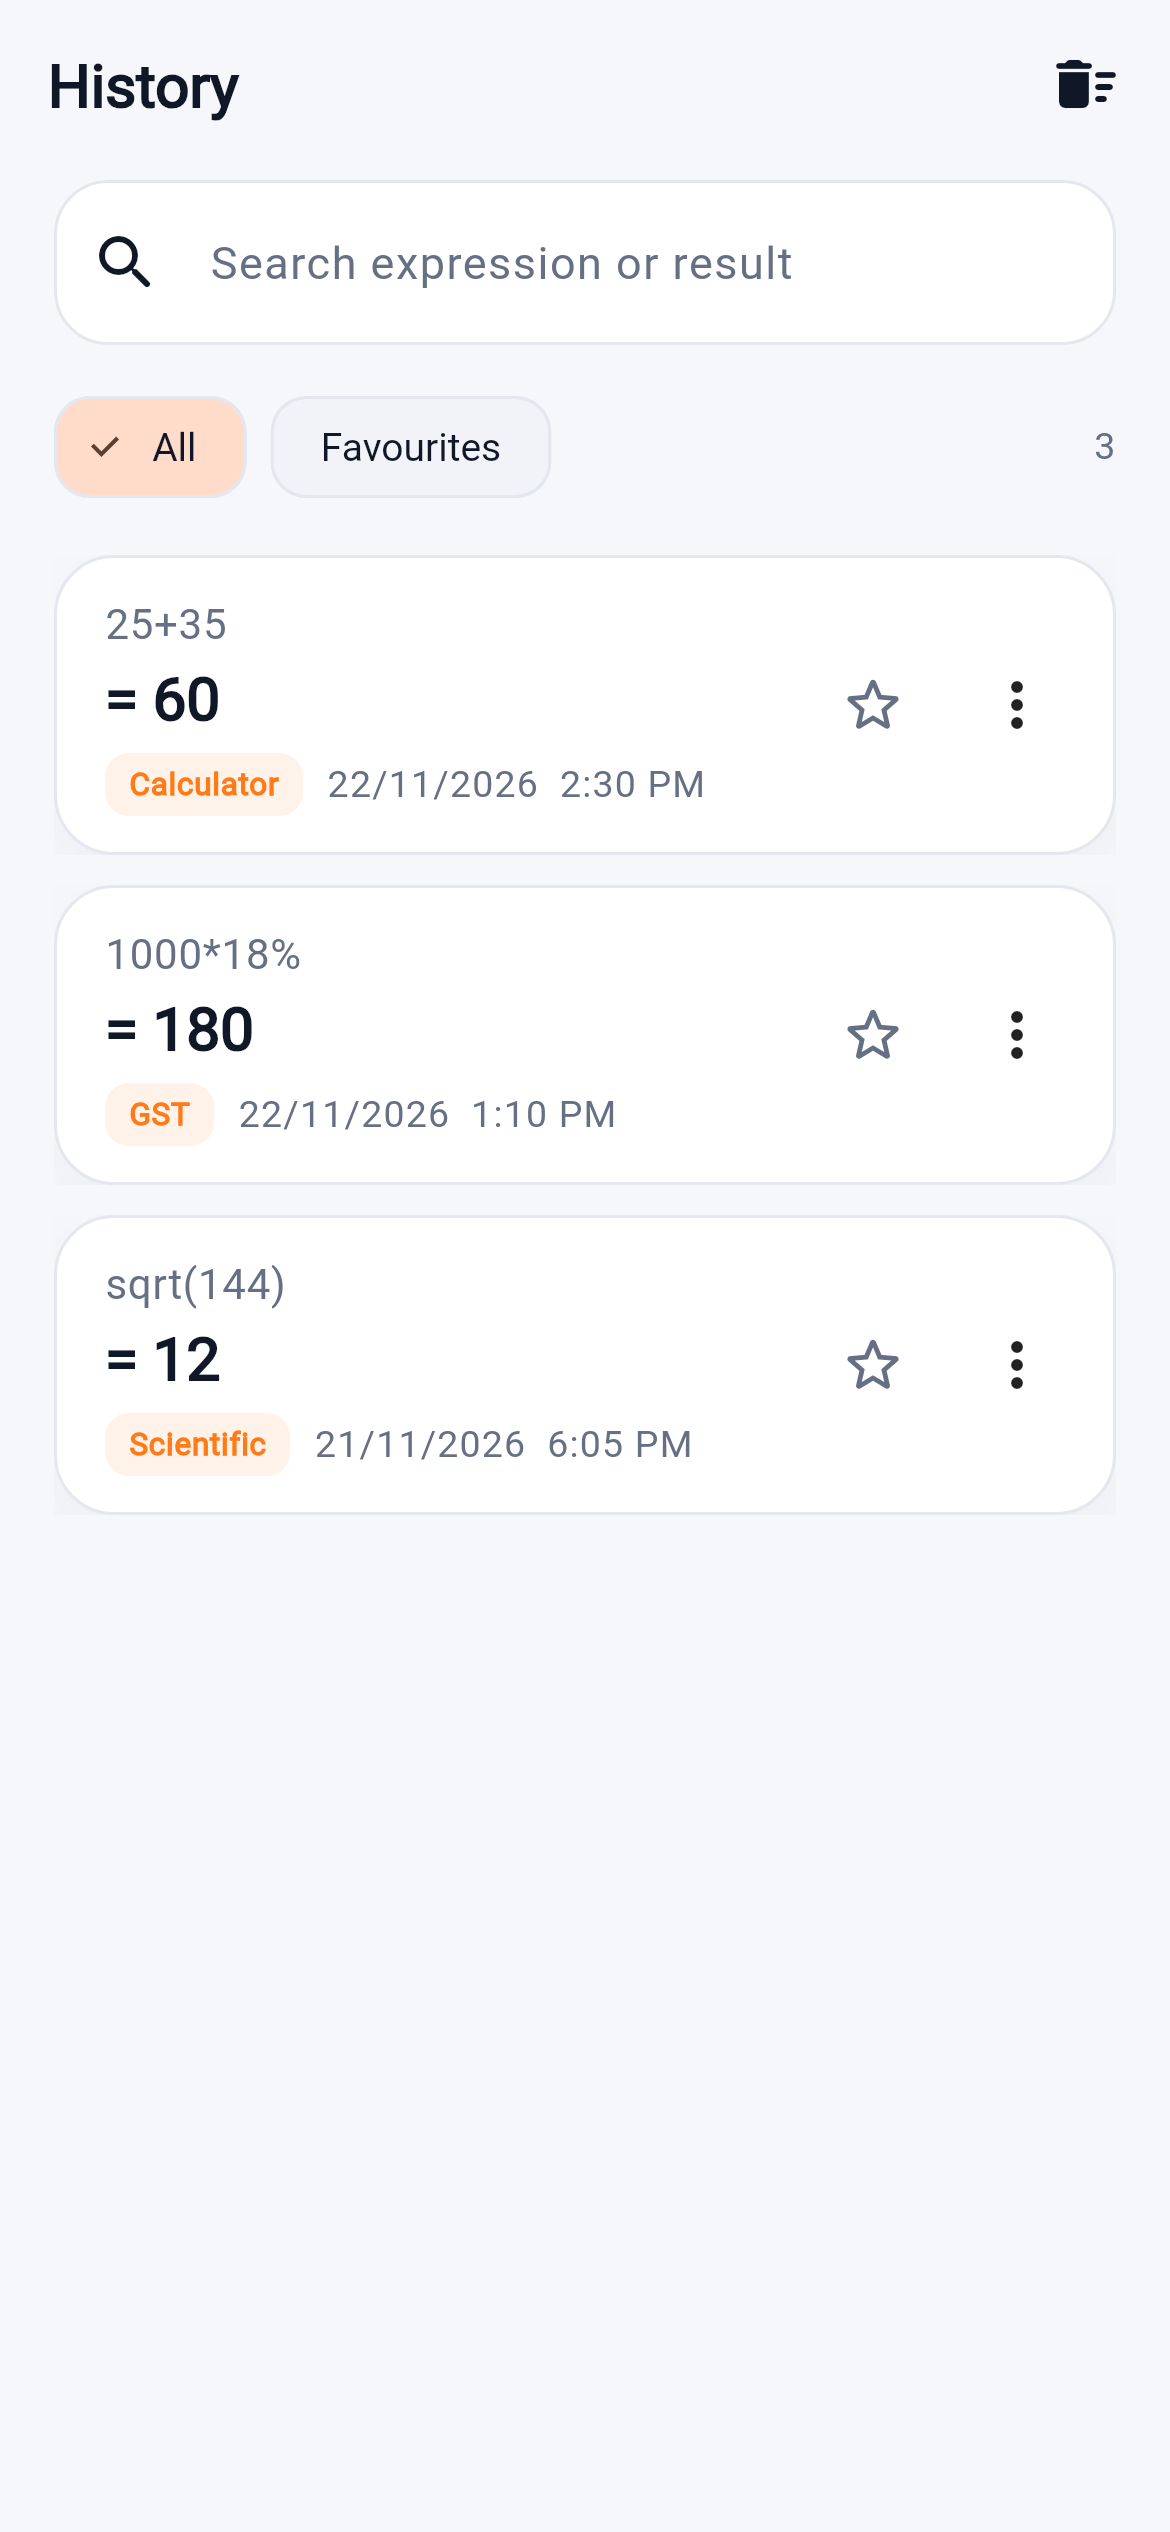 History
Search expression or result
All
Favourites
3
25+35
= 60
Calculator 22/11/2026 2:30 PM
1000*18%
= 180
GST 22/11/2026 1:10 PM
sqrt(144)
= 12
Scientific 21/11/2026 6:05 PM